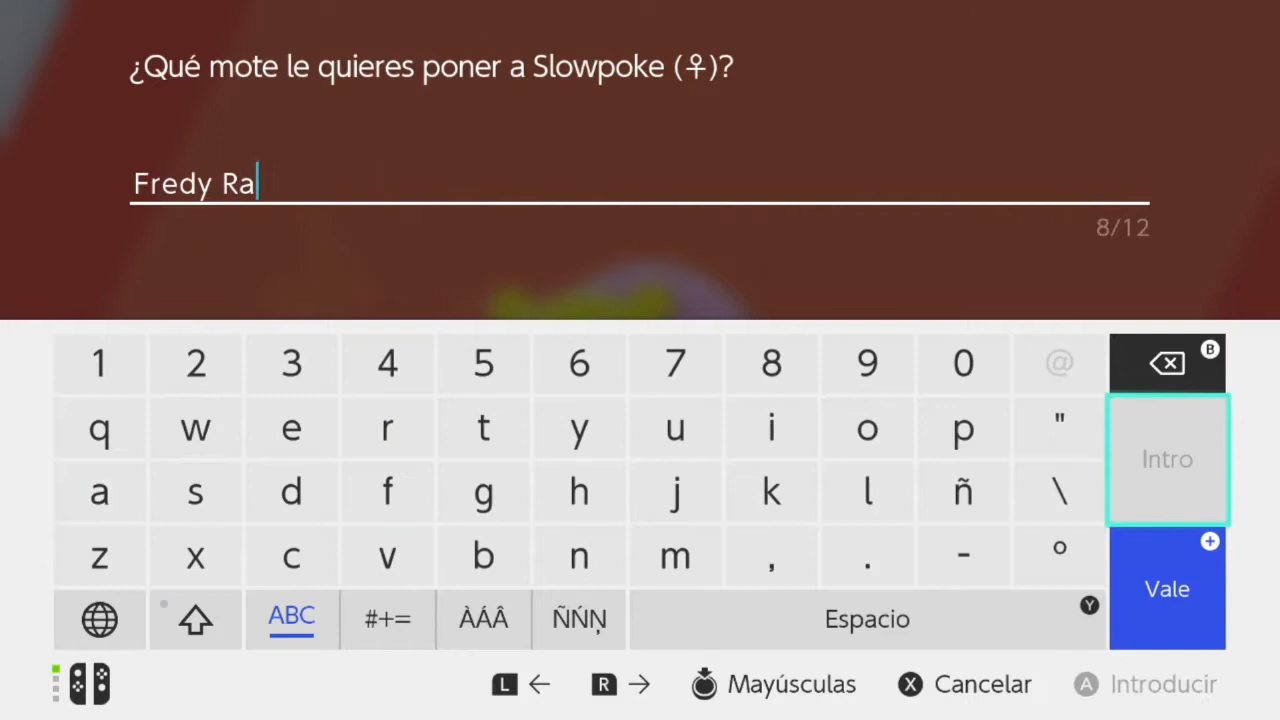 ¿Qué mote le quieres poner a Slowpoke (♀)?
Fredy Ra
8/12
1 2 3 4 5 6 7 8 9 0 @ B
q w e r t y u i o p " Intro
a s d f g h j k l ñ \
z x c v b n m , . - º + Vale
ABC #+= ÀÁÂ ÑŃŅ Espacio Y
L ← R → Mayúsculas X Cancelar A Introducir